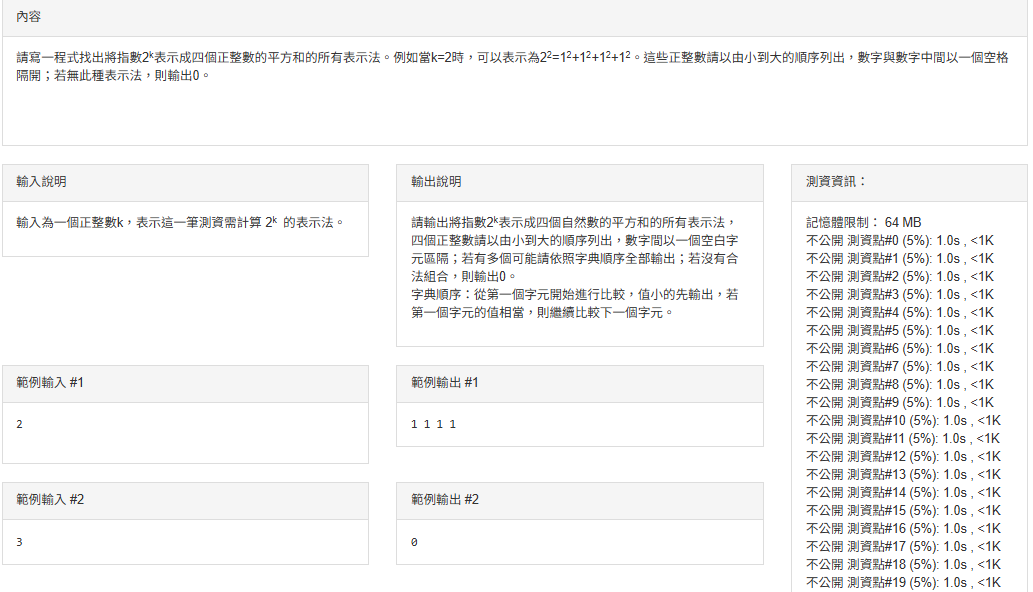 內容
請寫一程式找出將指數2ᵏ表示成四個正整數的平方和的所有表示法。例如當k=2時，可以表示為2²=1²+1²+1²+1²。這些正整數請以由小到大的順序列出，數字與數字中間以一個空格
隔開；若無此種表示法，則輸出0。
輸入說明
輸入為一個正整數k，表示這一筆測資需計算 2ᵏ 的表示法。
輸出說明
請輸出將指數2ᵏ表示成四個自然數的平方和的所有表示法，
四個正整數請以由小到大的順序列出，數字間以一個空白字
元區隔；若有多個可能請依照字典順序全部輸出；若沒有合
法組合，則輸出0。
字典順序：從第一個字元開始進行比較，值小的先輸出，若
第一個字元的值相當，則繼續比較下一個字元。
測資資訊：
記憶體限制： 64 MB
不公開 測資點#0 (5%): 1.0s , <1K
不公開 測資點#1 (5%): 1.0s , <1K
不公開 測資點#2 (5%): 1.0s , <1K
不公開 測資點#3 (5%): 1.0s , <1K
不公開 測資點#4 (5%): 1.0s , <1K
不公開 測資點#5 (5%): 1.0s , <1K
不公開 測資點#6 (5%): 1.0s , <1K
不公開 測資點#7 (5%): 1.0s , <1K
不公開 測資點#8 (5%): 1.0s , <1K
不公開 測資點#9 (5%): 1.0s , <1K
不公開 測資點#10 (5%): 1.0s , <1K
不公開 測資點#11 (5%): 1.0s , <1K
不公開 測資點#12 (5%): 1.0s , <1K
不公開 測資點#13 (5%): 1.0s , <1K
不公開 測資點#14 (5%): 1.0s , <1K
不公開 測資點#15 (5%): 1.0s , <1K
不公開 測資點#16 (5%): 1.0s , <1K
不公開 測資點#17 (5%): 1.0s , <1K
不公開 測資點#18 (5%): 1.0s , <1K
不公開 測資點#19 (5%): 1.0s , <1K
範例輸入 #1
2
範例輸出 #1
1 1 1 1
範例輸入 #2
3
範例輸出 #2
0